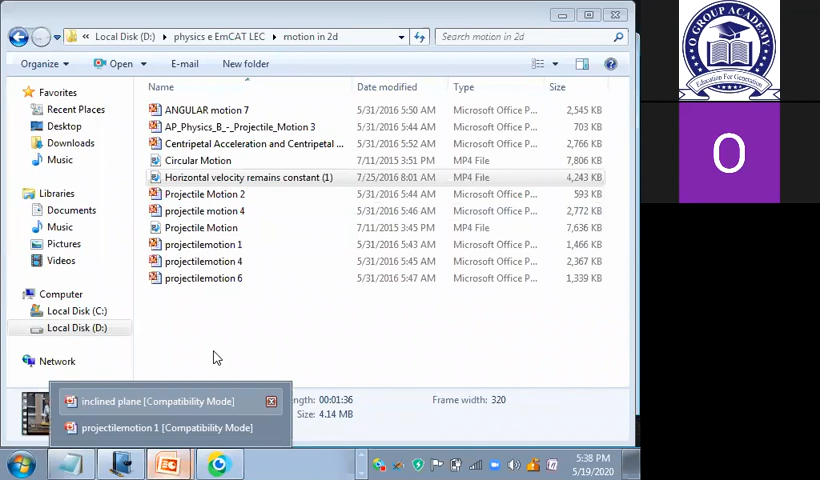 Local Disk (D:) physics e EmCAT LEC motion in 2d
Search motion in 2d
Organize Open E-mail New folder
Name Date modified Type Size
Favorites
Recent Places
Desktop
Downloads
Music
Libraries
Documents
Music
Pictures
Videos
Computer
Local Disk (C:)
Local Disk (D:)
Network
ANGULAR motion 7 5/31/2016 5:50 AM Microsoft Office P... 2,545 KB
AP_Physics_B_-_Projectile_Motion 3 5/31/2016 5:44 AM Microsoft Office P... 703 KB
Centripetal Acceleration and Centripetal ... 5/31/2016 5:52 AM Microsoft Office P... 2,766 KB
Circular Motion 7/11/2015 3:51 PM MP4 File 7,806 KB
Horizontal velocity remains constant (1) 7/25/2016 8:01 AM MP4 File 4,243 KB
Projectile Motion 2 5/31/2016 5:44 AM Microsoft Office P... 593 KB
projectile motion 4 5/31/2016 5:46 AM Microsoft Office P... 2,772 KB
Projectile Motion 7/11/2015 3:45 PM MP4 File 7,636 KB
projectilemotion 1 5/31/2016 5:43 AM Microsoft Office P... 1,466 KB
projectilemotion 4 5/31/2016 5:45 AM Microsoft Office P... 2,367 KB
projectilemotion 6 5/31/2016 5:47 AM Microsoft Office P... 1,339 KB
inclined plane [Compatibility Mode]
projectilemotion 1 [Compatibility Mode]
ength: 00:01:36 Frame width: 320
Size: 4.14 MB
5:38 PM
5/19/2020
O GROUP ACADEMY
Education For Generation
O